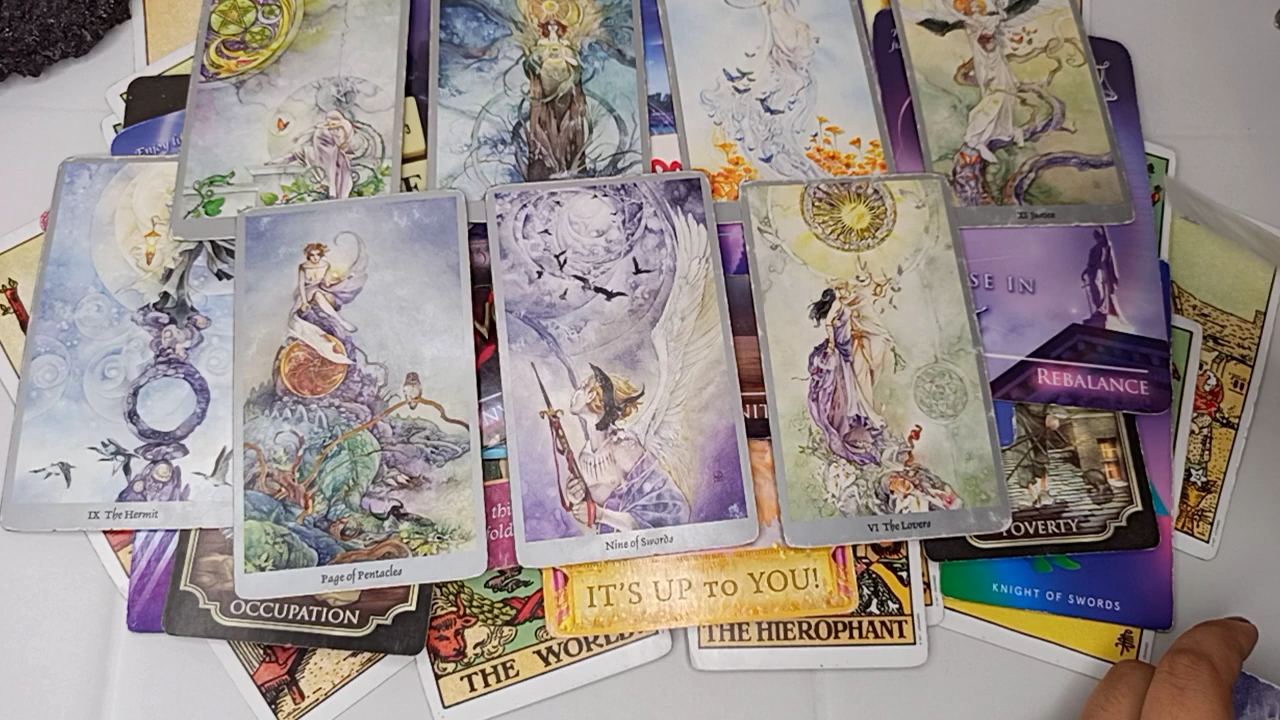 Enjoy
XI Justice
SE IN
REBALANCE
IX The Hermit
Page of Pentacles
Nine of Swords
VI The Lovers
POVERTY
OCCUPATION
IT'S UP TO YOU!
KNIGHT OF SWORDS
THE WORLD
THE HIEROPHANT